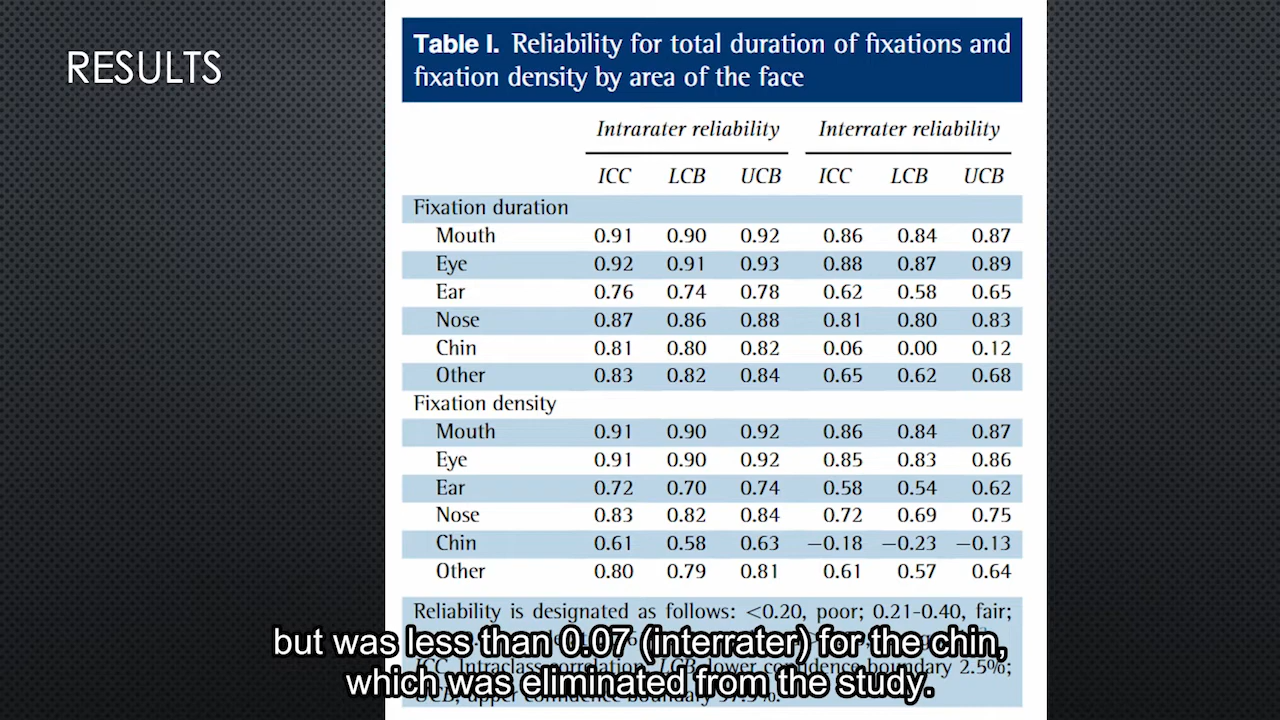 RESULTS
Table I. Reliability for total duration of fixations and
fixation density by area of the face
Intrarater reliability Interrater reliability
ICC LCB UCB ICC LCB UCB
Fixation duration
Mouth 0.91 0.90 0.92 0.86 0.84 0.87
Eye 0.92 0.91 0.93 0.88 0.87 0.89
Ear 0.76 0.74 0.78 0.62 0.58 0.65
Nose 0.87 0.86 0.88 0.81 0.80 0.83
Chin 0.81 0.80 0.82 0.06 0.00 0.12
Other 0.83 0.82 0.84 0.65 0.62 0.68
Fixation density
Mouth 0.91 0.90 0.92 0.86 0.84 0.87
Eye 0.91 0.90 0.92 0.85 0.83 0.86
Ear 0.72 0.70 0.74 0.58 0.54 0.62
Nose 0.83 0.82 0.84 0.72 0.69 0.75
Chin 0.61 0.58 0.63 −0.18 −0.23 −0.13
Other 0.80 0.79 0.81 0.61 0.57 0.64
Reliability is designated as follows: <0.20, poor; 0.21-0.40, fair;
but was less than 0.07 (interrater) for the chin,
ICC, Intraclass correlation, LCB, lower confidence boundary 2.5%;
which was eliminated from the study.